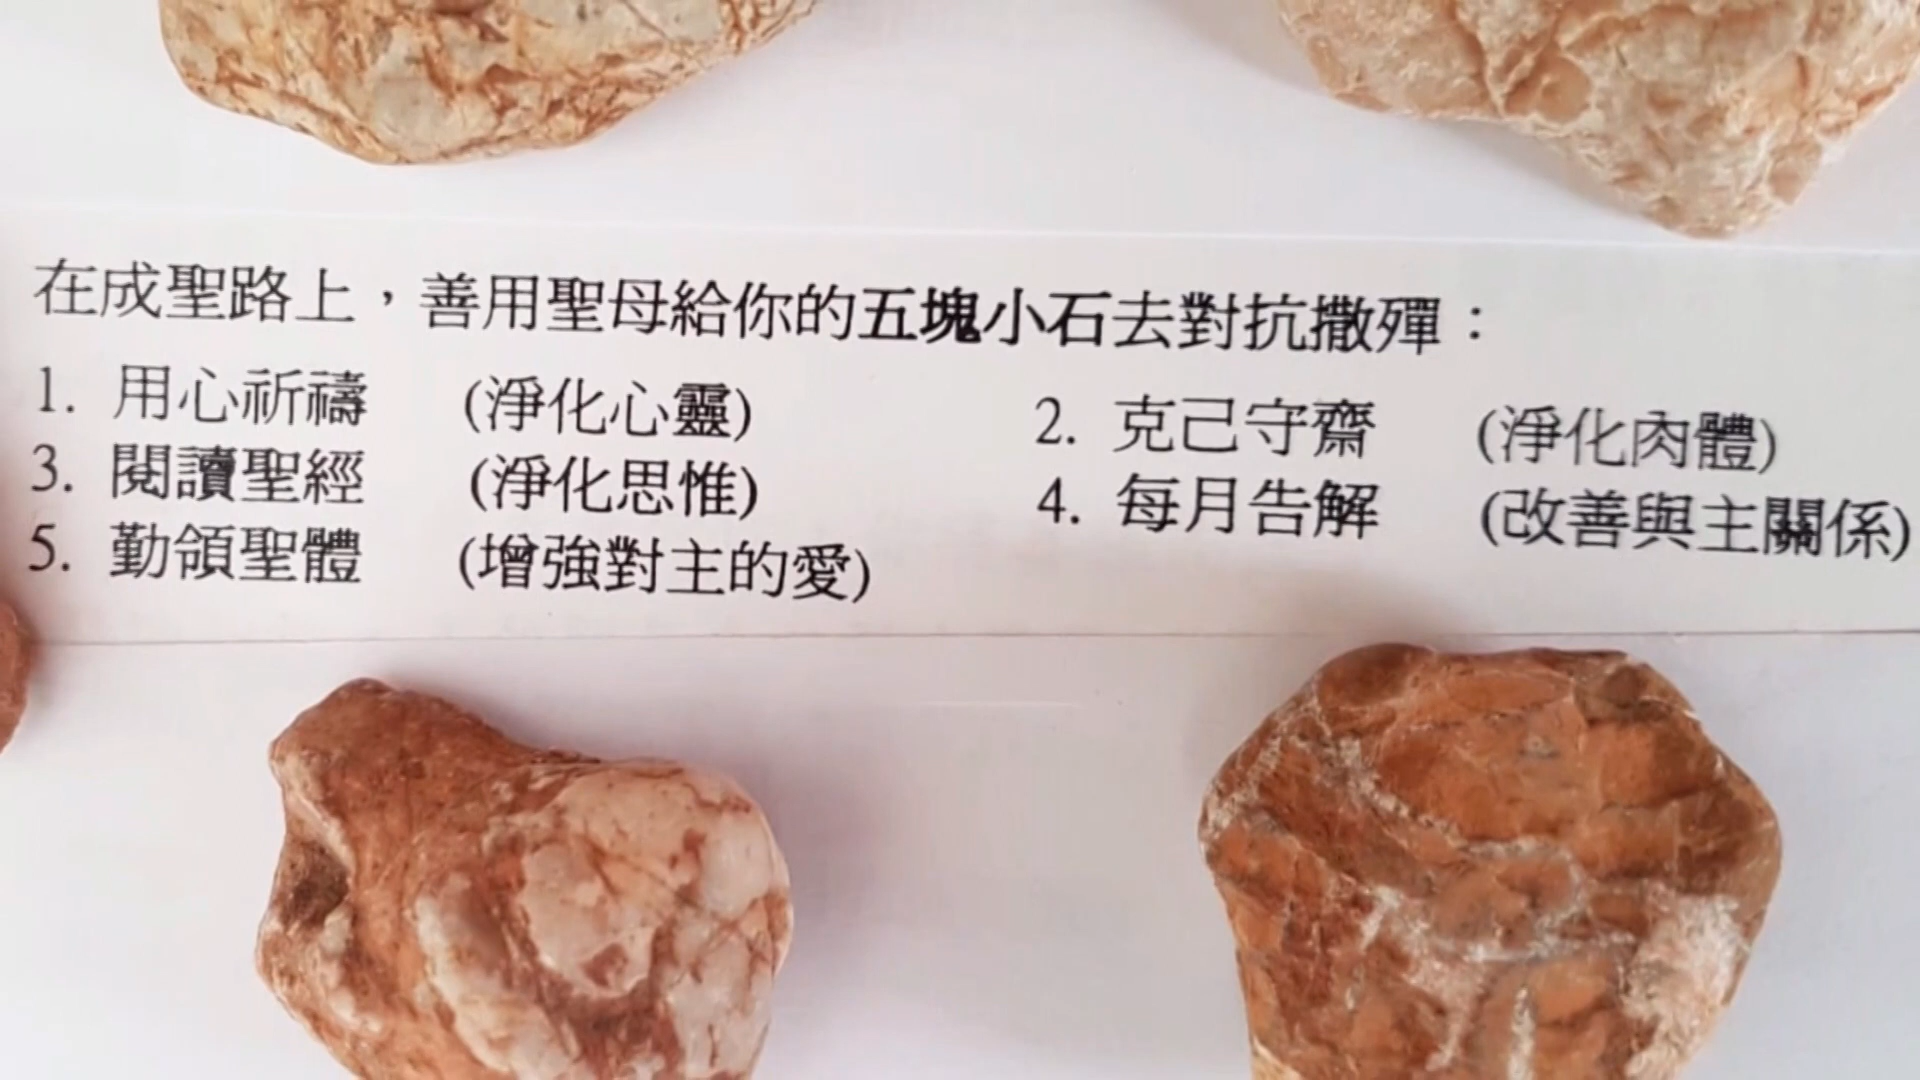 在成聖路上，善用聖母給你的五塊小石去對抗撒殫：
1. 用心祈禱 (淨化心靈) 2. 克己守齋 (淨化肉體)
3. 閱讀聖經 (淨化思惟) 4. 每月告解 (改善與主關係)
5. 勤領聖體 (增強對主的愛)